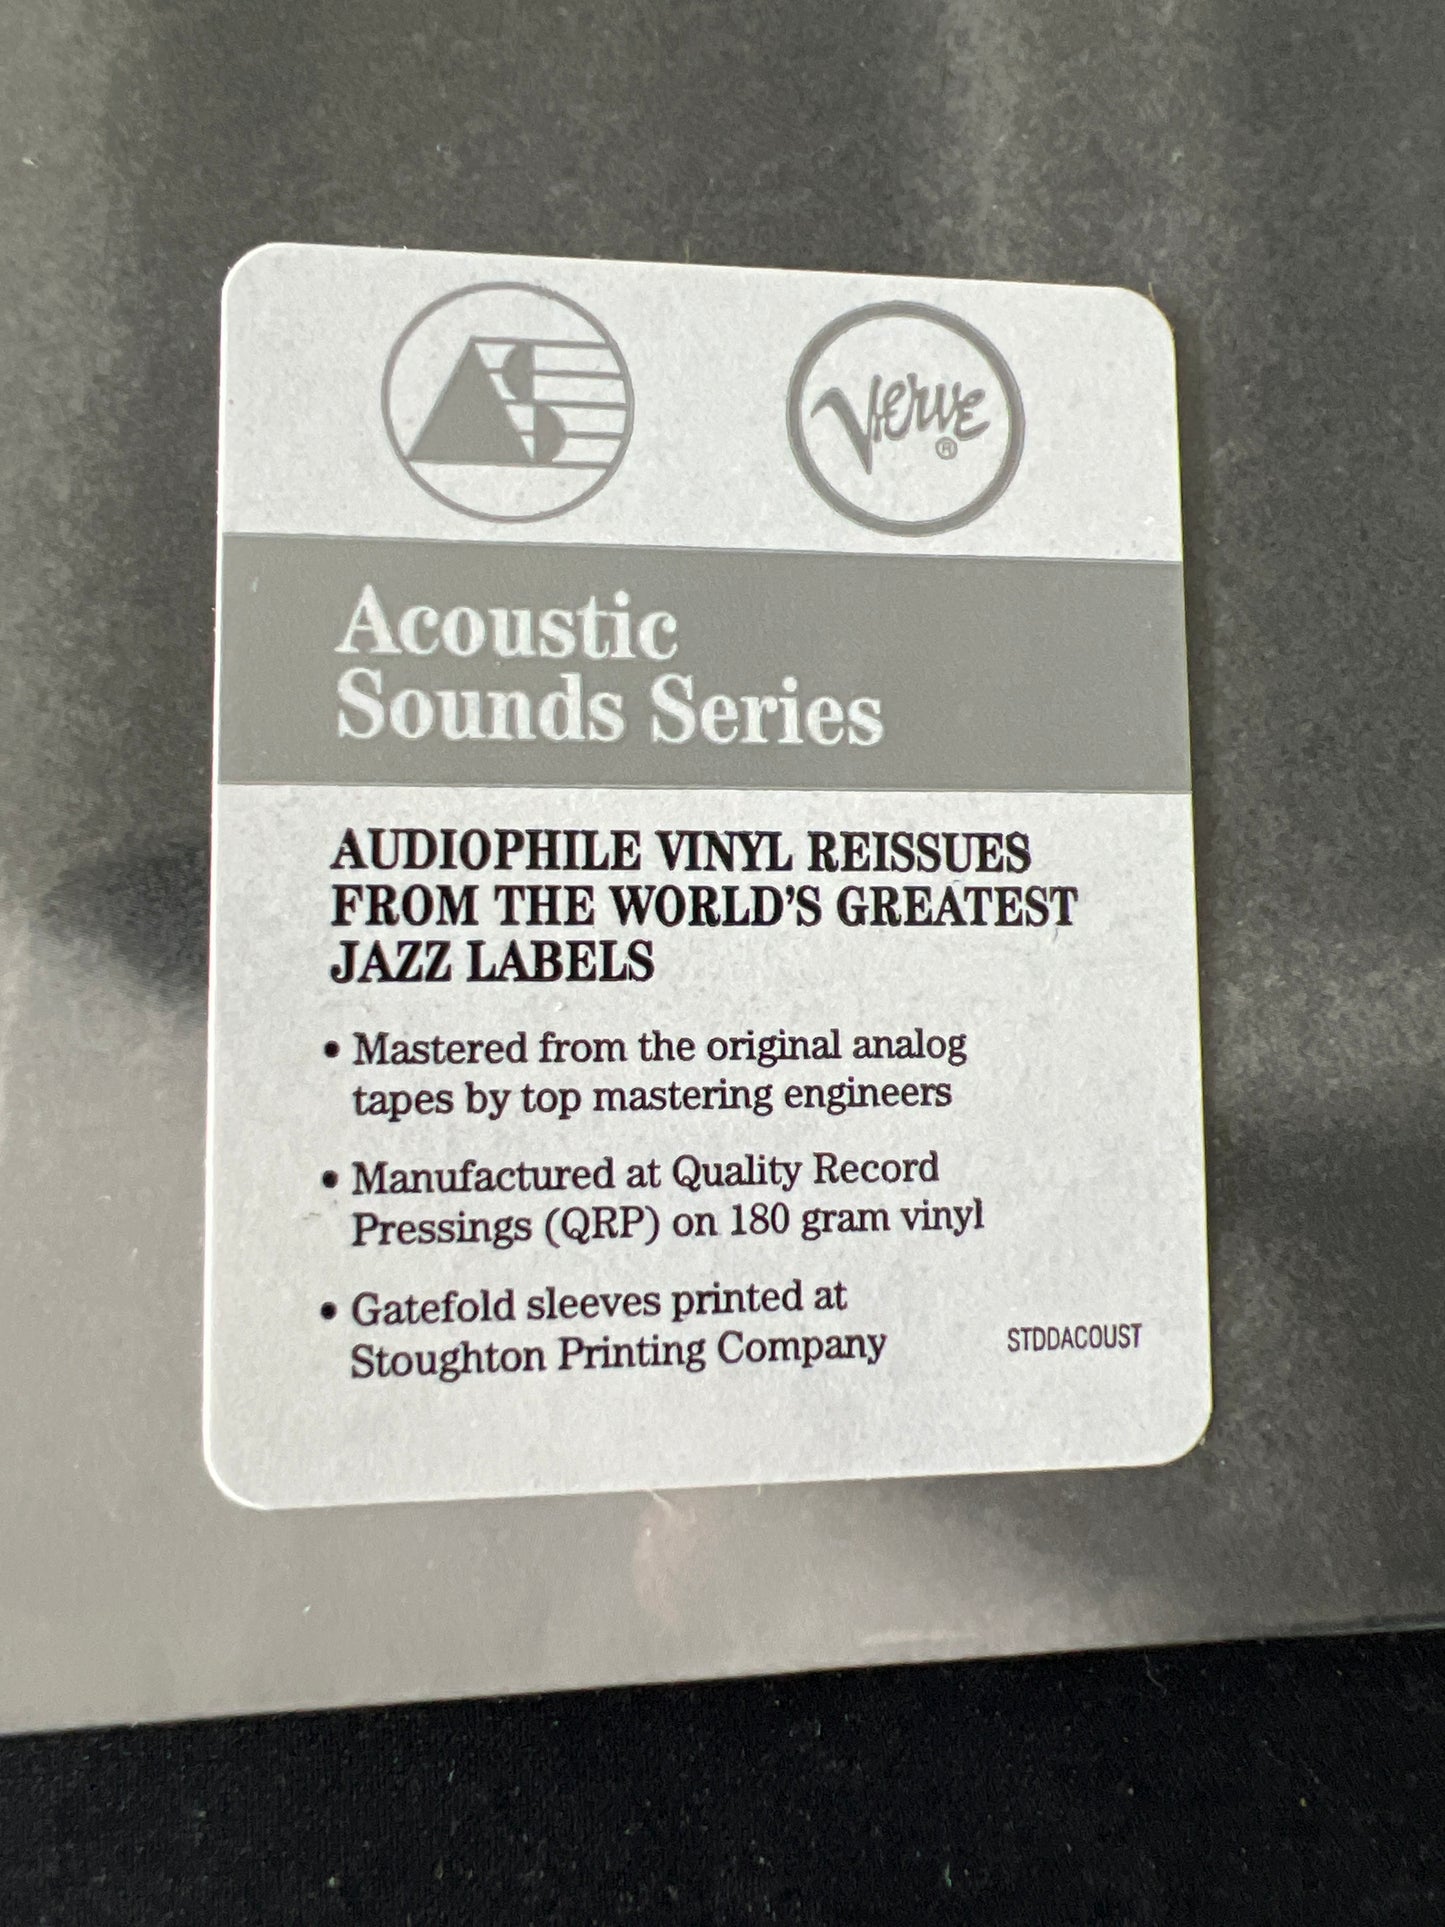 AS
Verve
®
Acoustic
Sounds Series
AUDIOPHILE VINYL REISSUES
FROM THE WORLD'S GREATEST
JAZZ LABELS
• Mastered from the original analog
tapes by top mastering engineers
• Manufactured at Quality Record
Pressings (QRP) on 180 gram vinyl
• Gatefold sleeves printed at
Stoughton Printing Company
STDDACOUST